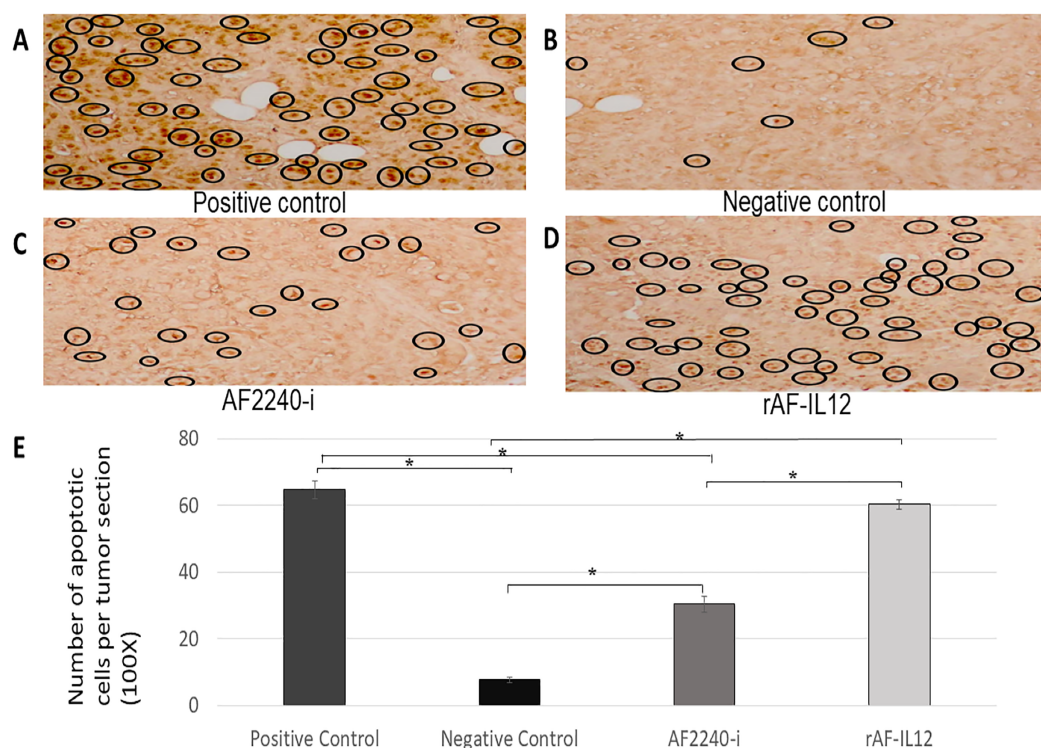 A
B
Positive control
Negative control
C
D
AF2240-i
rAF-IL12
E
Number of apoptotic
cells per tumor section
(100X)
80
60
40
20
0
*
*
*
*
*
Positive Control
Negative Control
AF2240-i
rAF-IL12